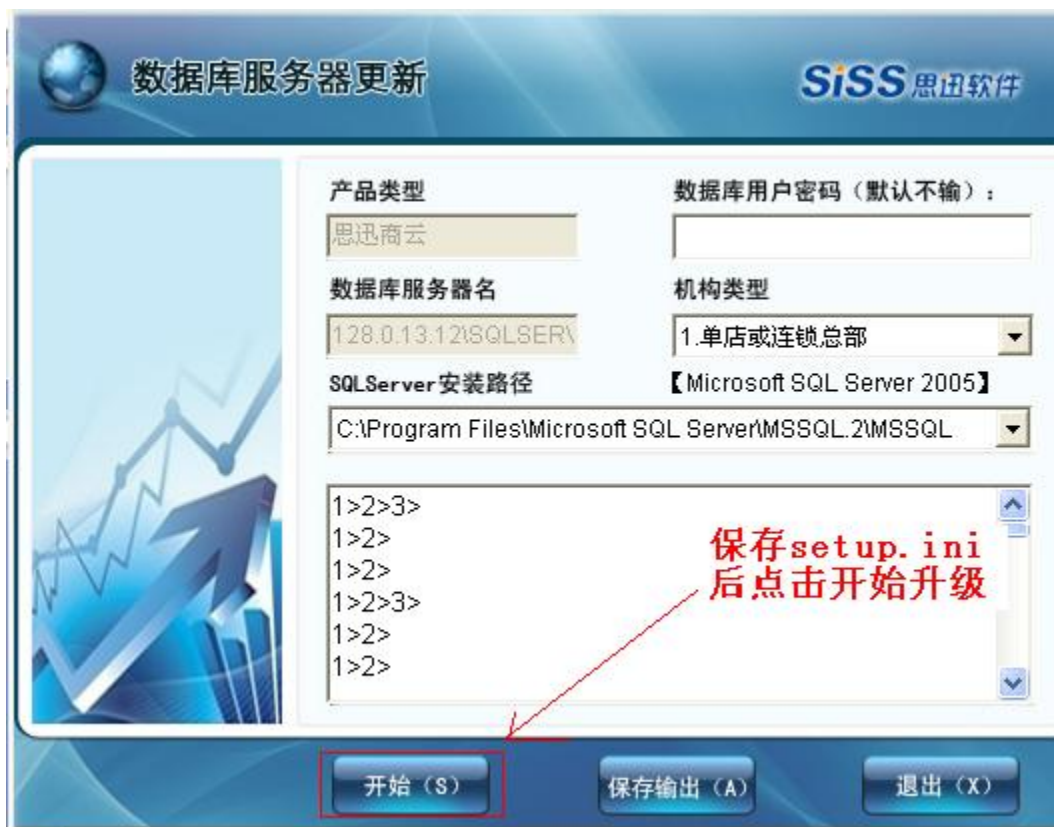 数据库服务器更新
SiSS思迅软件
产品类型
数据库用户密码（默认不输）：
思迅商云
数据库服务器名
机构类型
128.0.13.12\SQLSER\
1.单店或连锁总部
SQLServer安装路径
【Microsoft SQL Server 2005】
C:\Program Files\Microsoft SQL Server\MSSQL.2\MSSQL
1>2>3>
1>2>
1>2>
1>2>3>
1>2>
1>2>
保存setup.ini
后点击开始升级
开始（S）
保存输出（A）
退出（X）